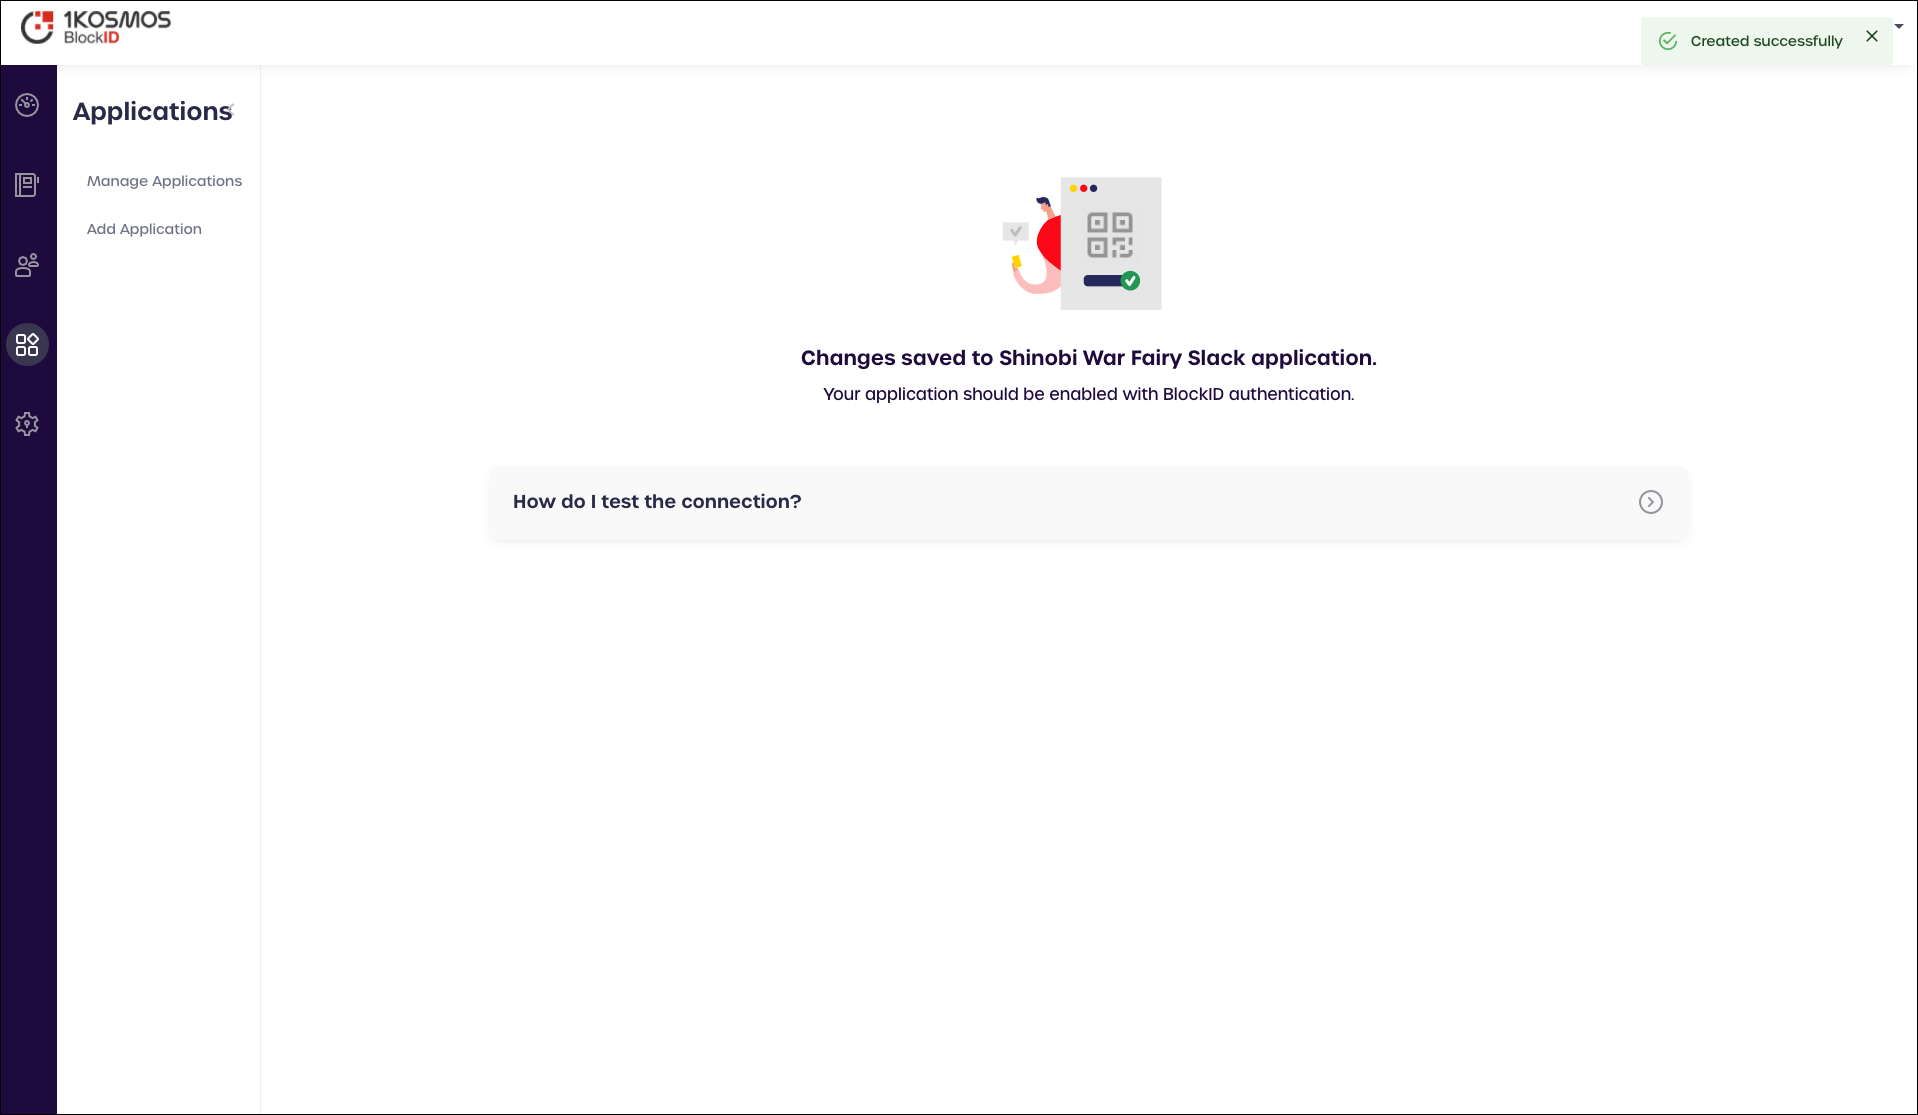 1KOSMOS
BlockID
Created successfully
Applications
Manage Applications
Add Application
Changes saved to Shinobi War Fairy Slack application.
Your application should be enabled with BlockID authentication.
How do I test the connection?